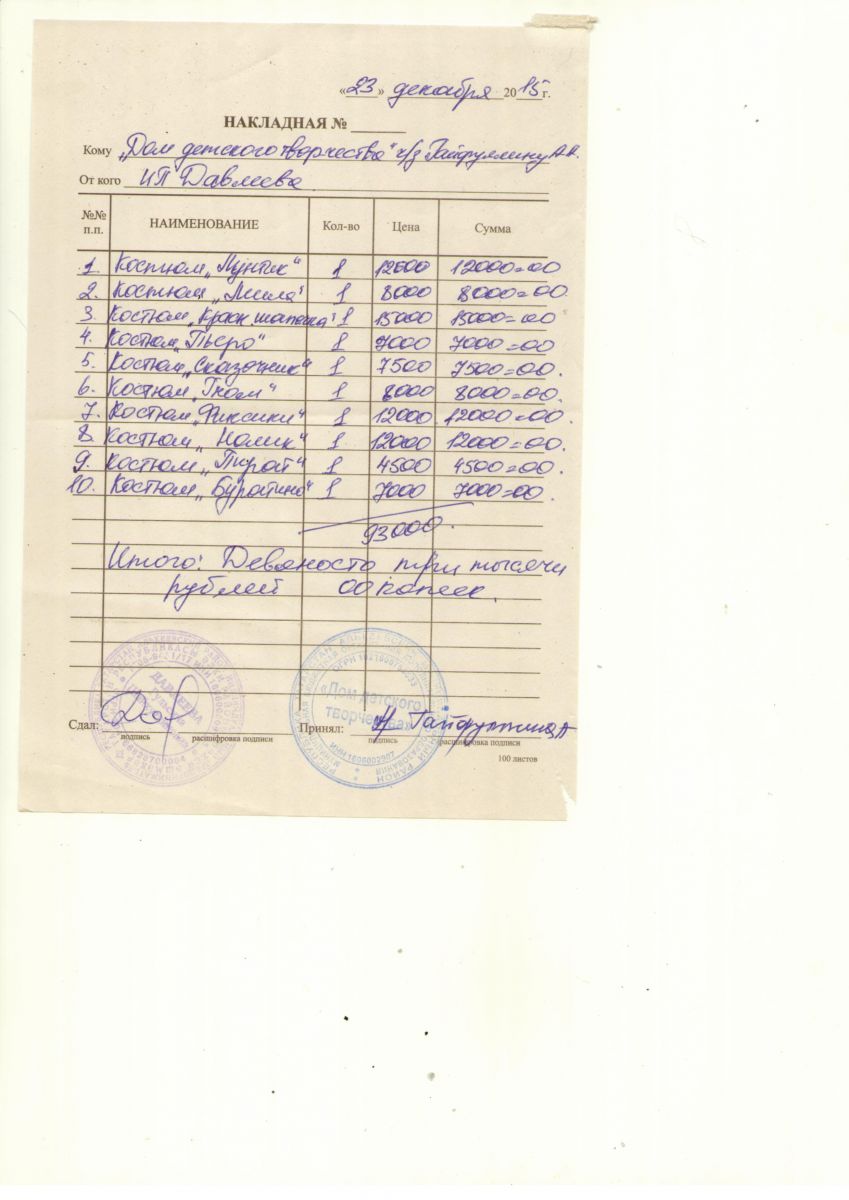 «23» декабря 2015 г.
НАКЛАДНАЯ № ______
Кому „Дом детского творчества" ч/з Гайфуллину А.А.
От кого ИП Давлеева
№№ п.п. НАИМЕНОВАНИЕ Кол-во Цена Сумма
1. Костюм „Лунтик" 1 12000 12000=00
2. Костюм „Мила" 1 8000 8000=00
3 Костюм „Красн. шапочка" 1 15000 15000=00
4. Костюм „Пьеро" 1 7000 7000=00
5. Костюм „Сказочник" 1 7500 7500=00.
6. Костюм „Гном" 1 8000 8000=00.
7. Костюм „Фиксики" 1 12000 12000=00.
8. Костюм „Нолик" 1 12000 12000=00.
9. Костюм „Пират" 1 4500 4500=00.
10. Костюм „Буратино" 1 7000 7000=00.
93000.
Итого: Девяносто три тысячи
рублей 00 копеек.
«Дом детского
творчества»
Сдал: Принял: Гайфуллина А
подпись расшифровка подписи подпись расшифровка подписи
100 листов